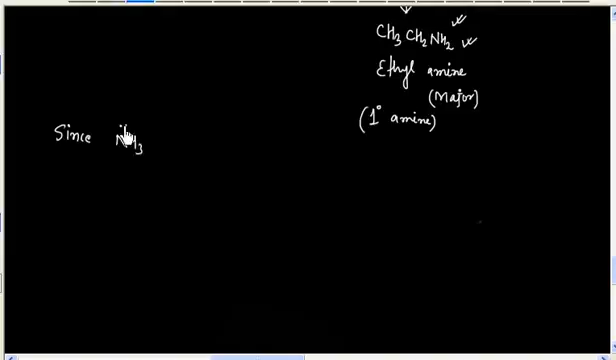 CH3 CH2 NH2
Ethyl amine
(Major)
(1° amine)
Since NH3